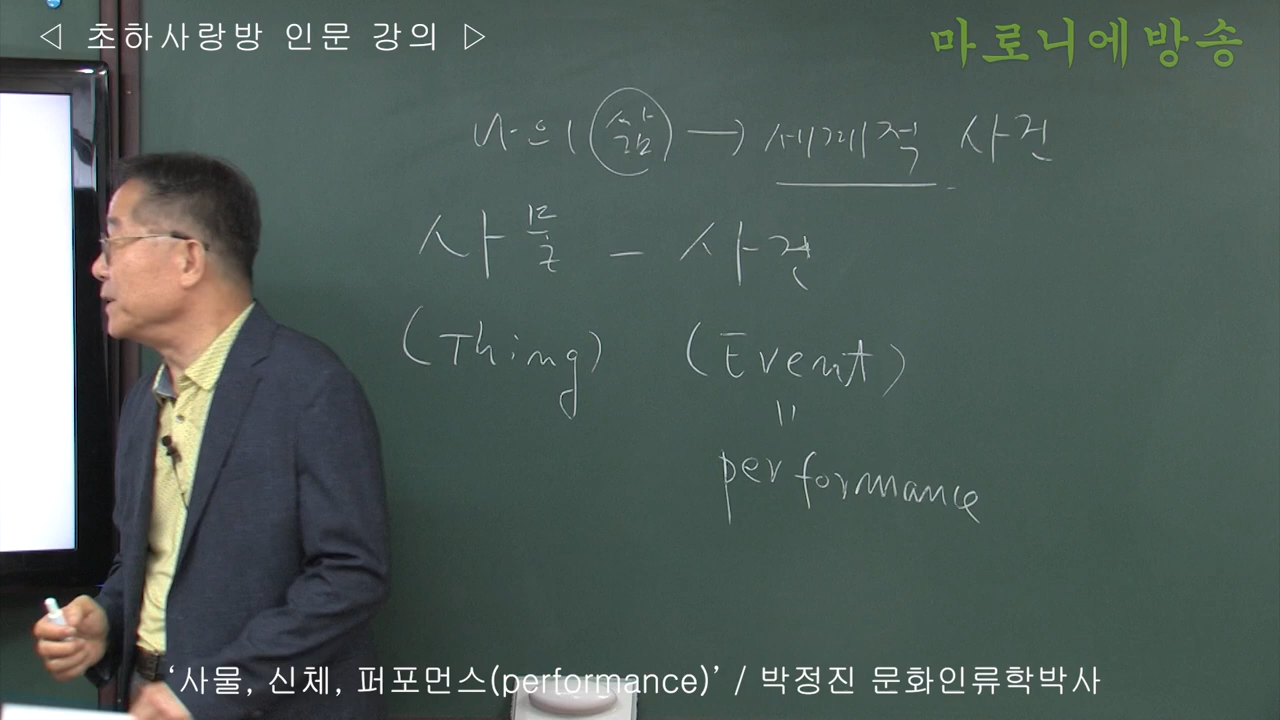 ◁ 초하사랑방 인문 강의 ▷
마로니에방송
나의 삶 → 세계적 사건
사물 - 사건
(Thing) (Event)
"
performance
‘사물, 신체, 퍼포먼스(performance)’ / 박정진 문화인류학박사